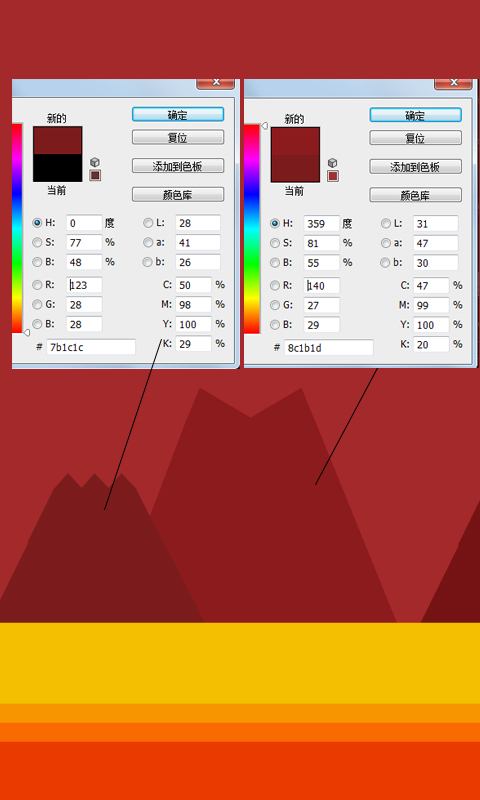 新的
确定
复位
添加到色板
当前
颜色库
H: 0 度 L: 28
S: 77 % a: 41
B: 48 % b: 26
R: 123 C: 50 %
G: 28 M: 98 %
B: 28 Y: 100 %
# 7b1c1c K: 29 %
新的
确定
复位
添加到色板
当前
颜色库
H: 359 度 L: 31
S: 81 % a: 47
B: 55 % b: 30
R: 140 C: 47 %
G: 27 M: 99 %
B: 29 Y: 100 %
# 8c1b1d K: 20 %